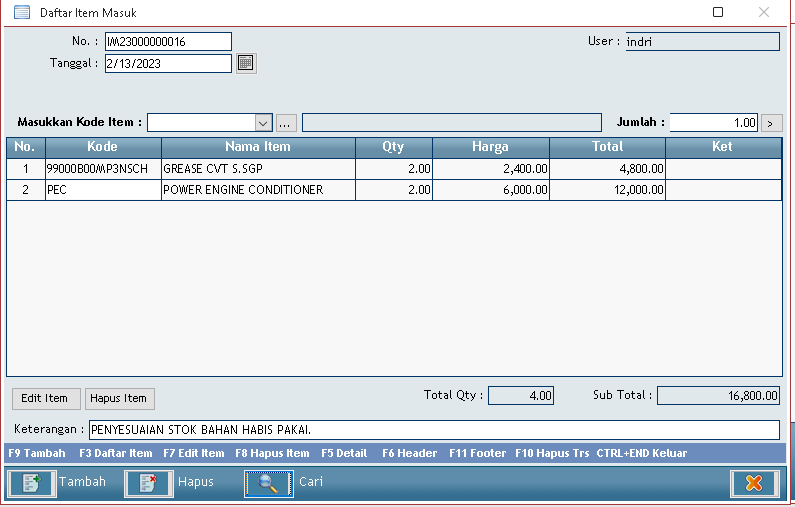 Daftar Item Masuk
No. : IM23000000016 User : indri
Tanggal : 2/13/2023
Masukkan Kode Item : ... Jumlah : 1.00 >
No. Kode Nama Item Qty Harga Total Ket
1 99000B00MP3NSCH GREASE CVT S.SGP 2.00 2,400.00 4,800.00
2 PEC POWER ENGINE CONDITIONER 2.00 6,000.00 12,000.00
Edit Item Hapus Item Total Qty : 4.00 Sub Total : 16,800.00
Keterangan : PENYESUAIAN STOK BAHAN HABIS PAKAI.
F9 Tambah F3 Daftar Item F7 Edit Item F8 Hapus Item F5 Detail F6 Header F11 Footer F10 Hapus Trs CTRL+END Keluar
Tambah Hapus Cari